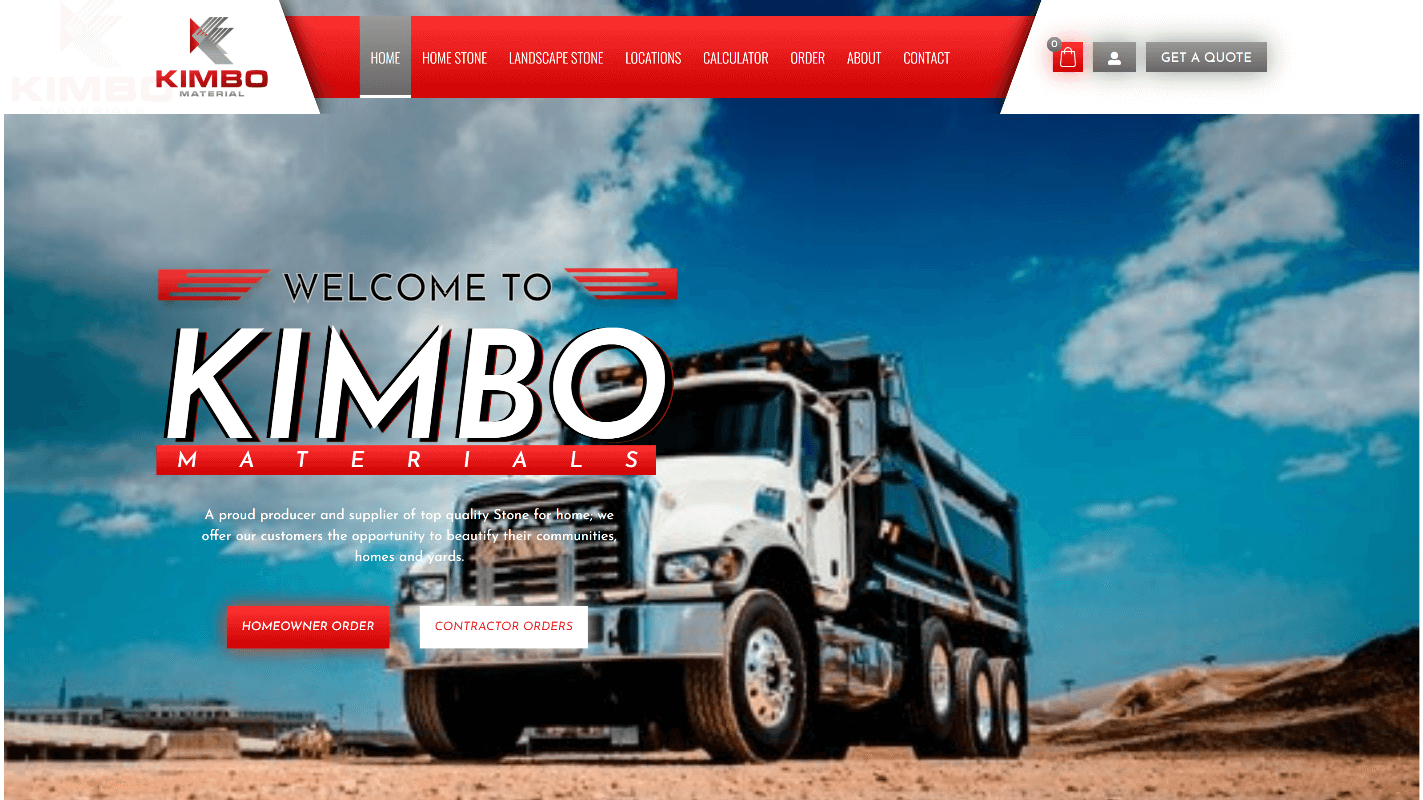 KIMBO
MATERIAL
HOME
HOME STONE
LANDSCAPE STONE
LOCATIONS
CALCULATOR
ORDER
ABOUT
CONTACT
0
GET A QUOTE
WELCOME TO
KIMBO
MATERIALS
A proud producer and supplier of top quality Stone for home; we
offer our customers the opportunity to beautify their communities,
homes and yards.
HOMEOWNER ORDER
CONTRACTOR ORDERS